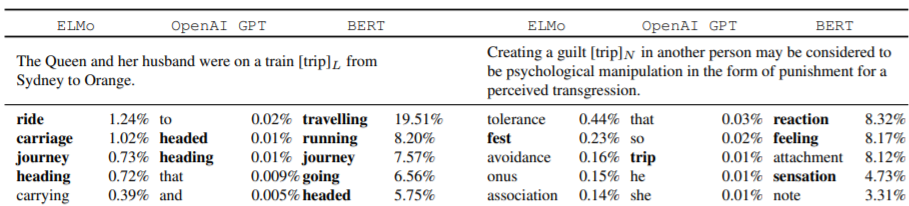 ELMo OpenAI GPT BERT ELMo OpenAI GPT BERT
The Queen and her husband were on a train [trip]L from
Sydney to Orange.
Creating a guilt [trip]N in another person may be considered to
be psychological manipulation in the form of punishment for a
perceived transgression.
ride 1.24% to 0.02% travelling 19.51% tolerance 0.44% that 0.03% reaction 8.32%
carriage 1.02% headed 0.01% running 8.20% fest 0.23% so 0.02% feeling 8.17%
journey 0.73% heading 0.01% journey 7.57% avoidance 0.16% trip 0.01% attachment 8.12%
heading 0.72% that 0.009% going 6.56% onus 0.15% he 0.01% sensation 4.73%
carrying 0.39% and 0.005% headed 5.75% association 0.14% she 0.01% note 3.31%